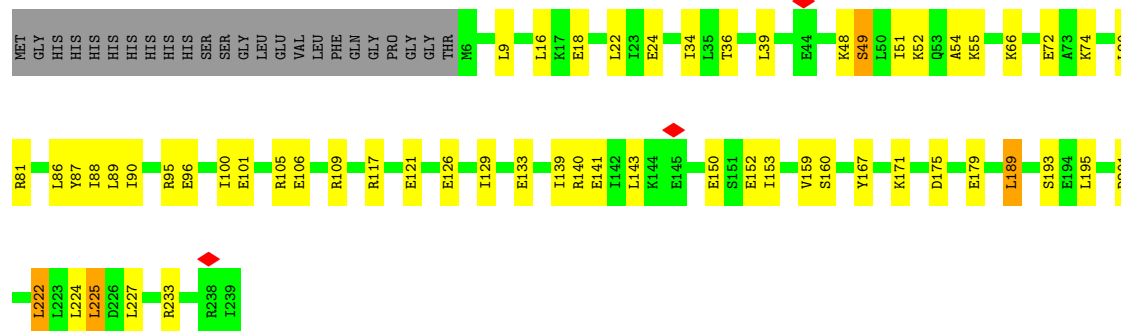 MET GLY HIS HIS HIS HIS HIS HIS HIS HIS SER SER GLY LEU GLU VAL LEU PHE GLN GLY PRO GLY GLY THR M6 L9 L16 K17 E18 L22 I23 E24 I34 L35 T36 L39 E44 K48 S49 L50 I51 K52 Q53 A54 K55 K66 E72 A73 K74
R81 L86 Y87 I88 L89 I90 R95 E96 I100 E101 R105 E106 R109 R117 E121 E126 I129 E133 I139 R140 E141 I142 L143 K144 E145 E150 S151 E152 I153 V159 S160 Y167 K171 D175 E179 L189 S193 E194 L195
L222 L223 L224 L225 D226 L227 R233 R238 I239